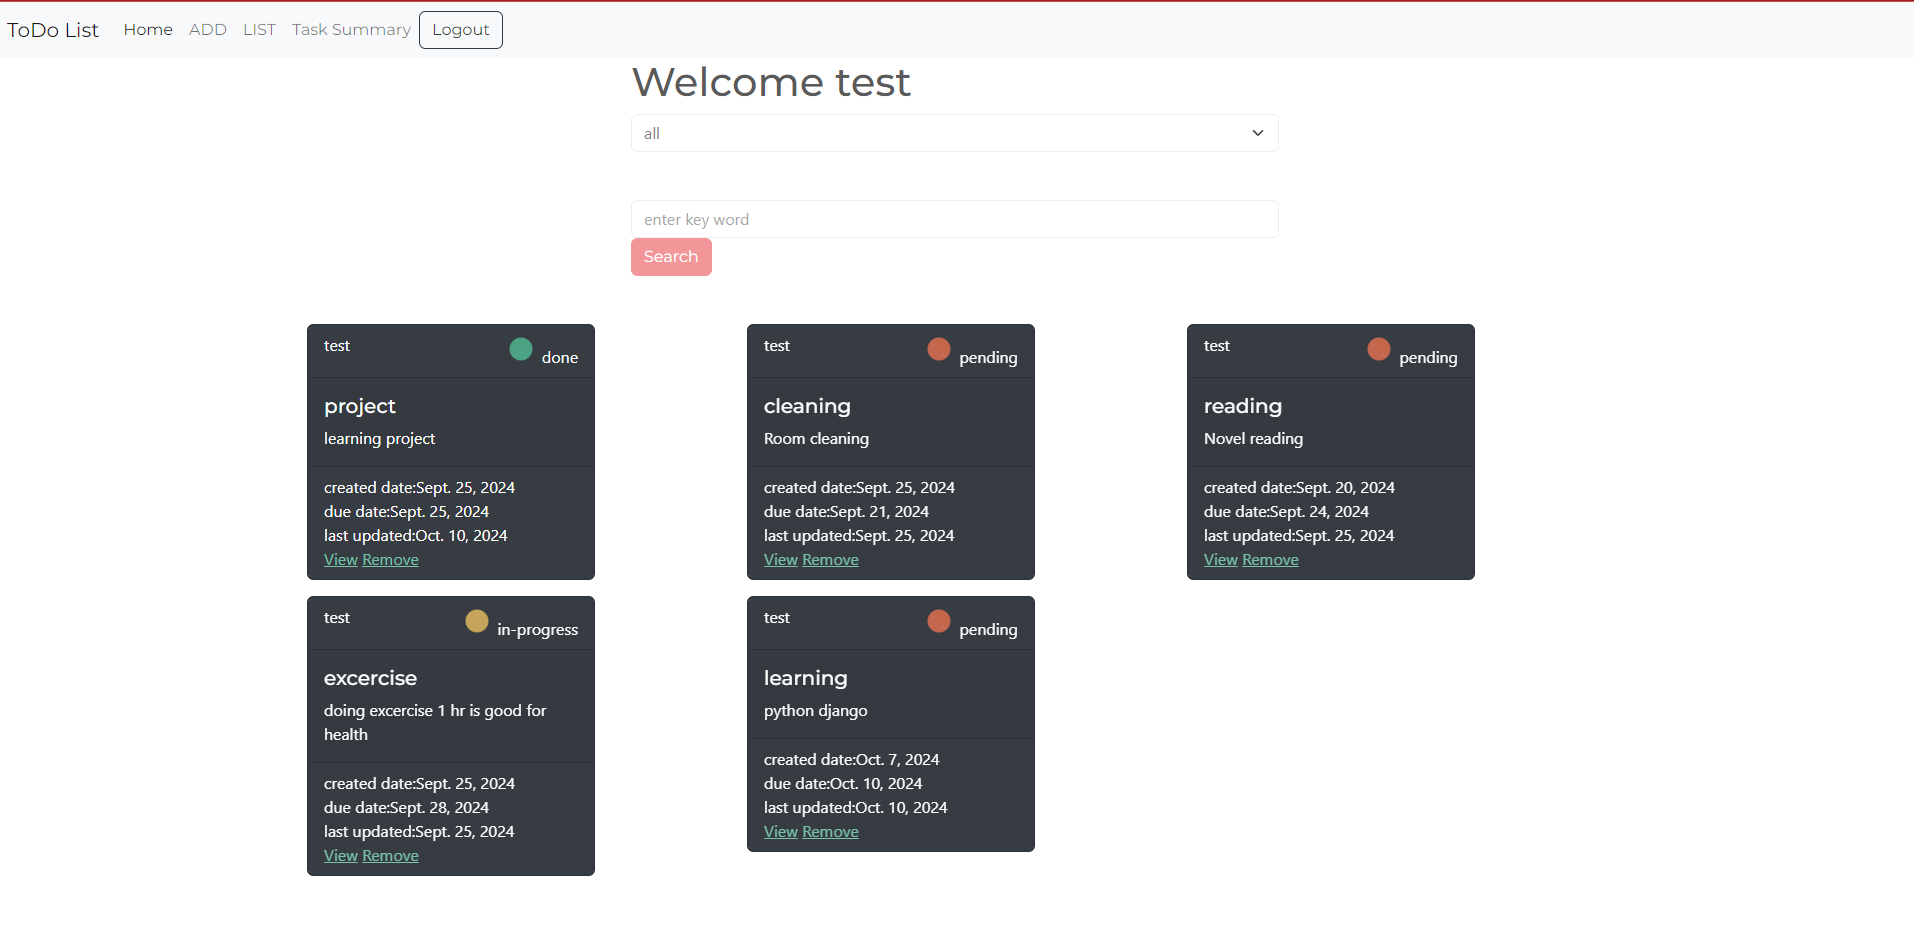 ToDo List Home ADD LIST Task Summary Logout
Welcome test
all
enter key word
Search
test done
project
learning project
created date:Sept. 25, 2024
due date:Sept. 25, 2024
last updated:Oct. 10, 2024
View Remove
test pending
cleaning
Room cleaning
created date:Sept. 25, 2024
due date:Sept. 21, 2024
last updated:Sept. 25, 2024
View Remove
test pending
reading
Novel reading
created date:Sept. 20, 2024
due date:Sept. 24, 2024
last updated:Sept. 25, 2024
View Remove
test in-progress
excercise
doing excercise 1 hr is good for
health
created date:Sept. 25, 2024
due date:Sept. 28, 2024
last updated:Sept. 25, 2024
View Remove
test pending
learning
python django
created date:Oct. 7, 2024
due date:Oct. 10, 2024
last updated:Oct. 10, 2024
View Remove